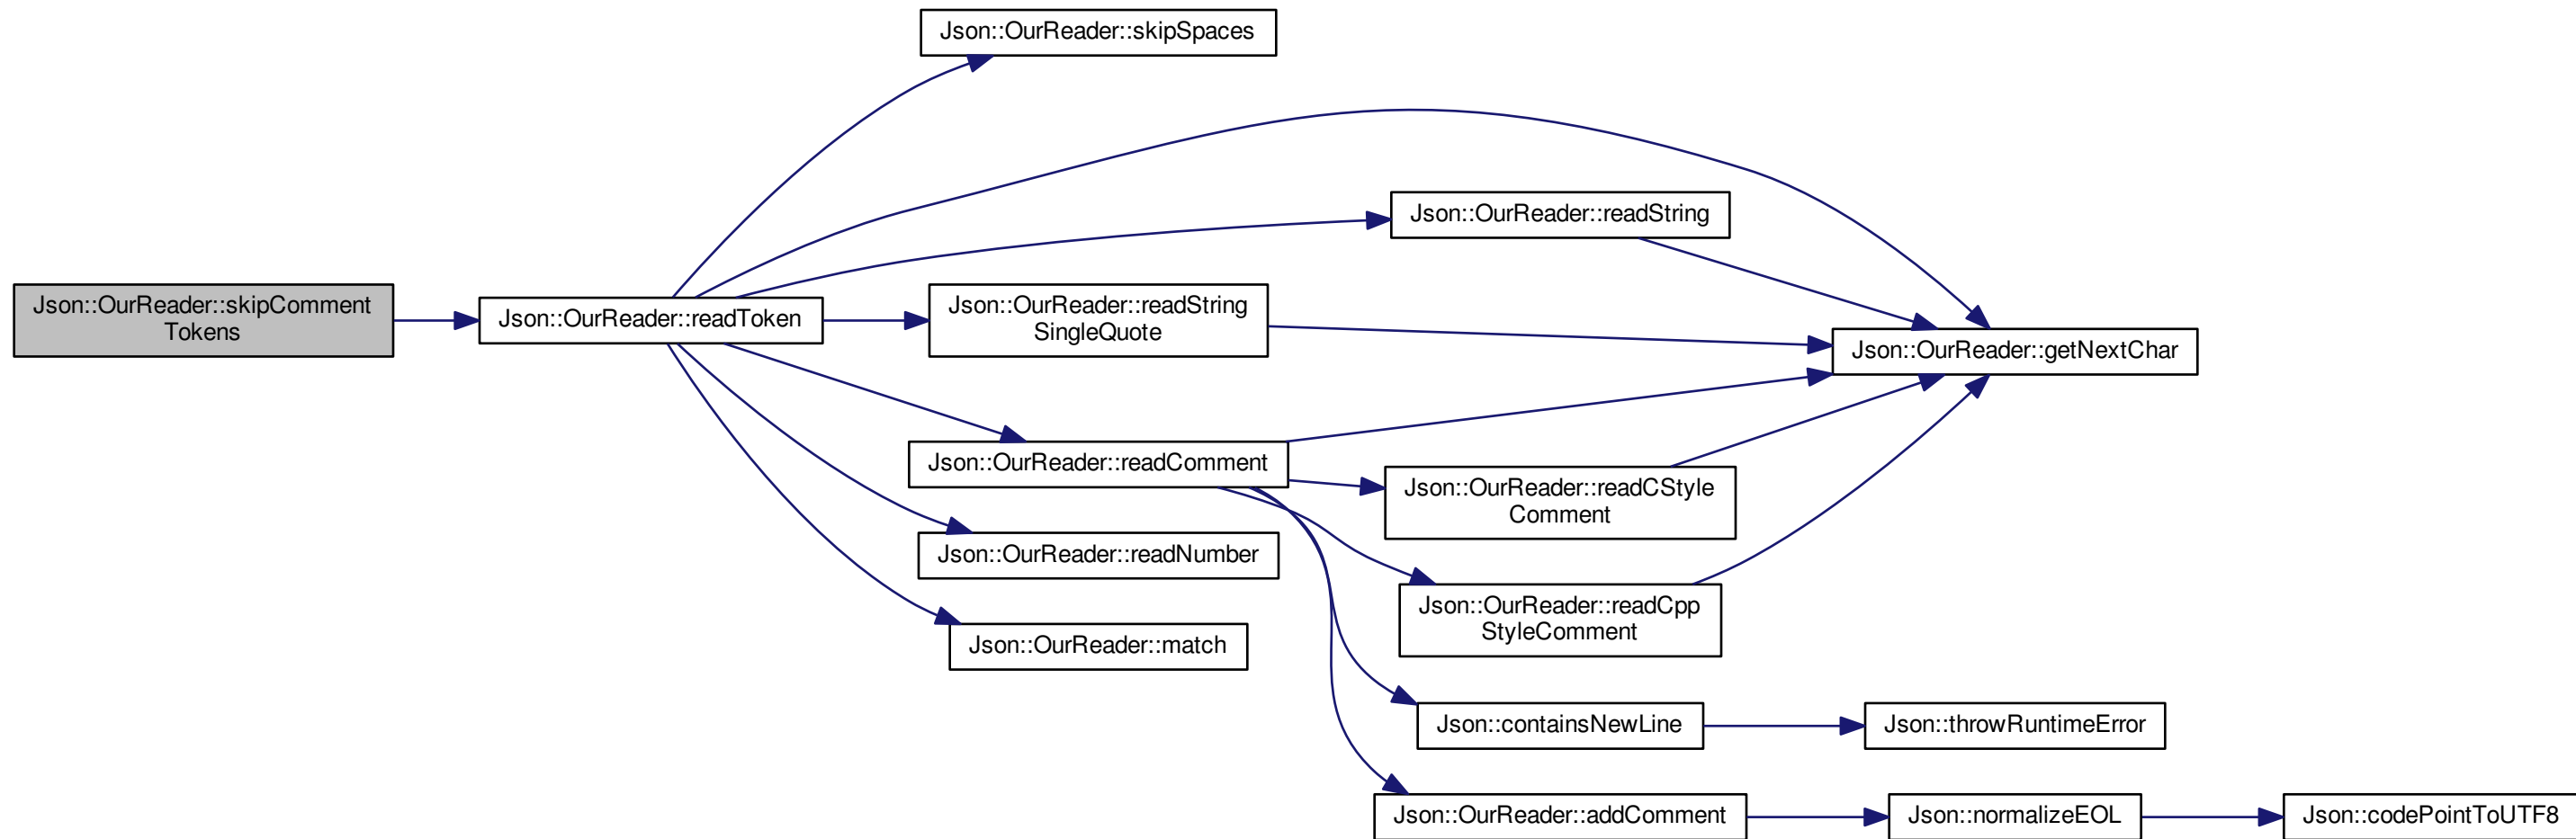 Json::OurReader::skipSpaces
Json::OurReader::readString
Json::OurReader::skipComment
Tokens
Json::OurReader::readToken
Json::OurReader::readString
SingleQuote
Json::OurReader::getNextChar
Json::OurReader::readComment
Json::OurReader::readCStyle
Comment
Json::OurReader::readNumber
Json::OurReader::readCpp
StyleComment
Json::OurReader::match
Json::containsNewLine
Json::throwRuntimeError
Json::OurReader::addComment
Json::normalizeEOL
Json::codePointToUTF8